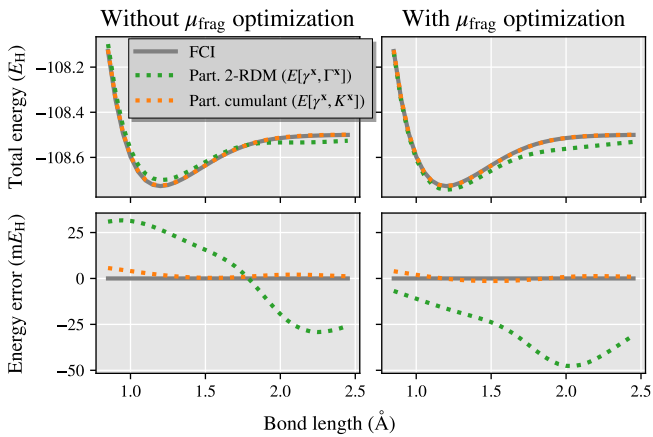 Without μfrag optimization
With μfrag optimization
Total energy (EH)
−108.2
−108.4
−108.6
FCI
Part. 2-RDM (E[γˣ, Γˣ])
Part. cumulant (E[γˣ, Kˣ])
Energy error (mEH)
25
0
−25
−50
1.0 1.5 2.0 2.5
1.0 1.5 2.0 2.5
Bond length (Å)